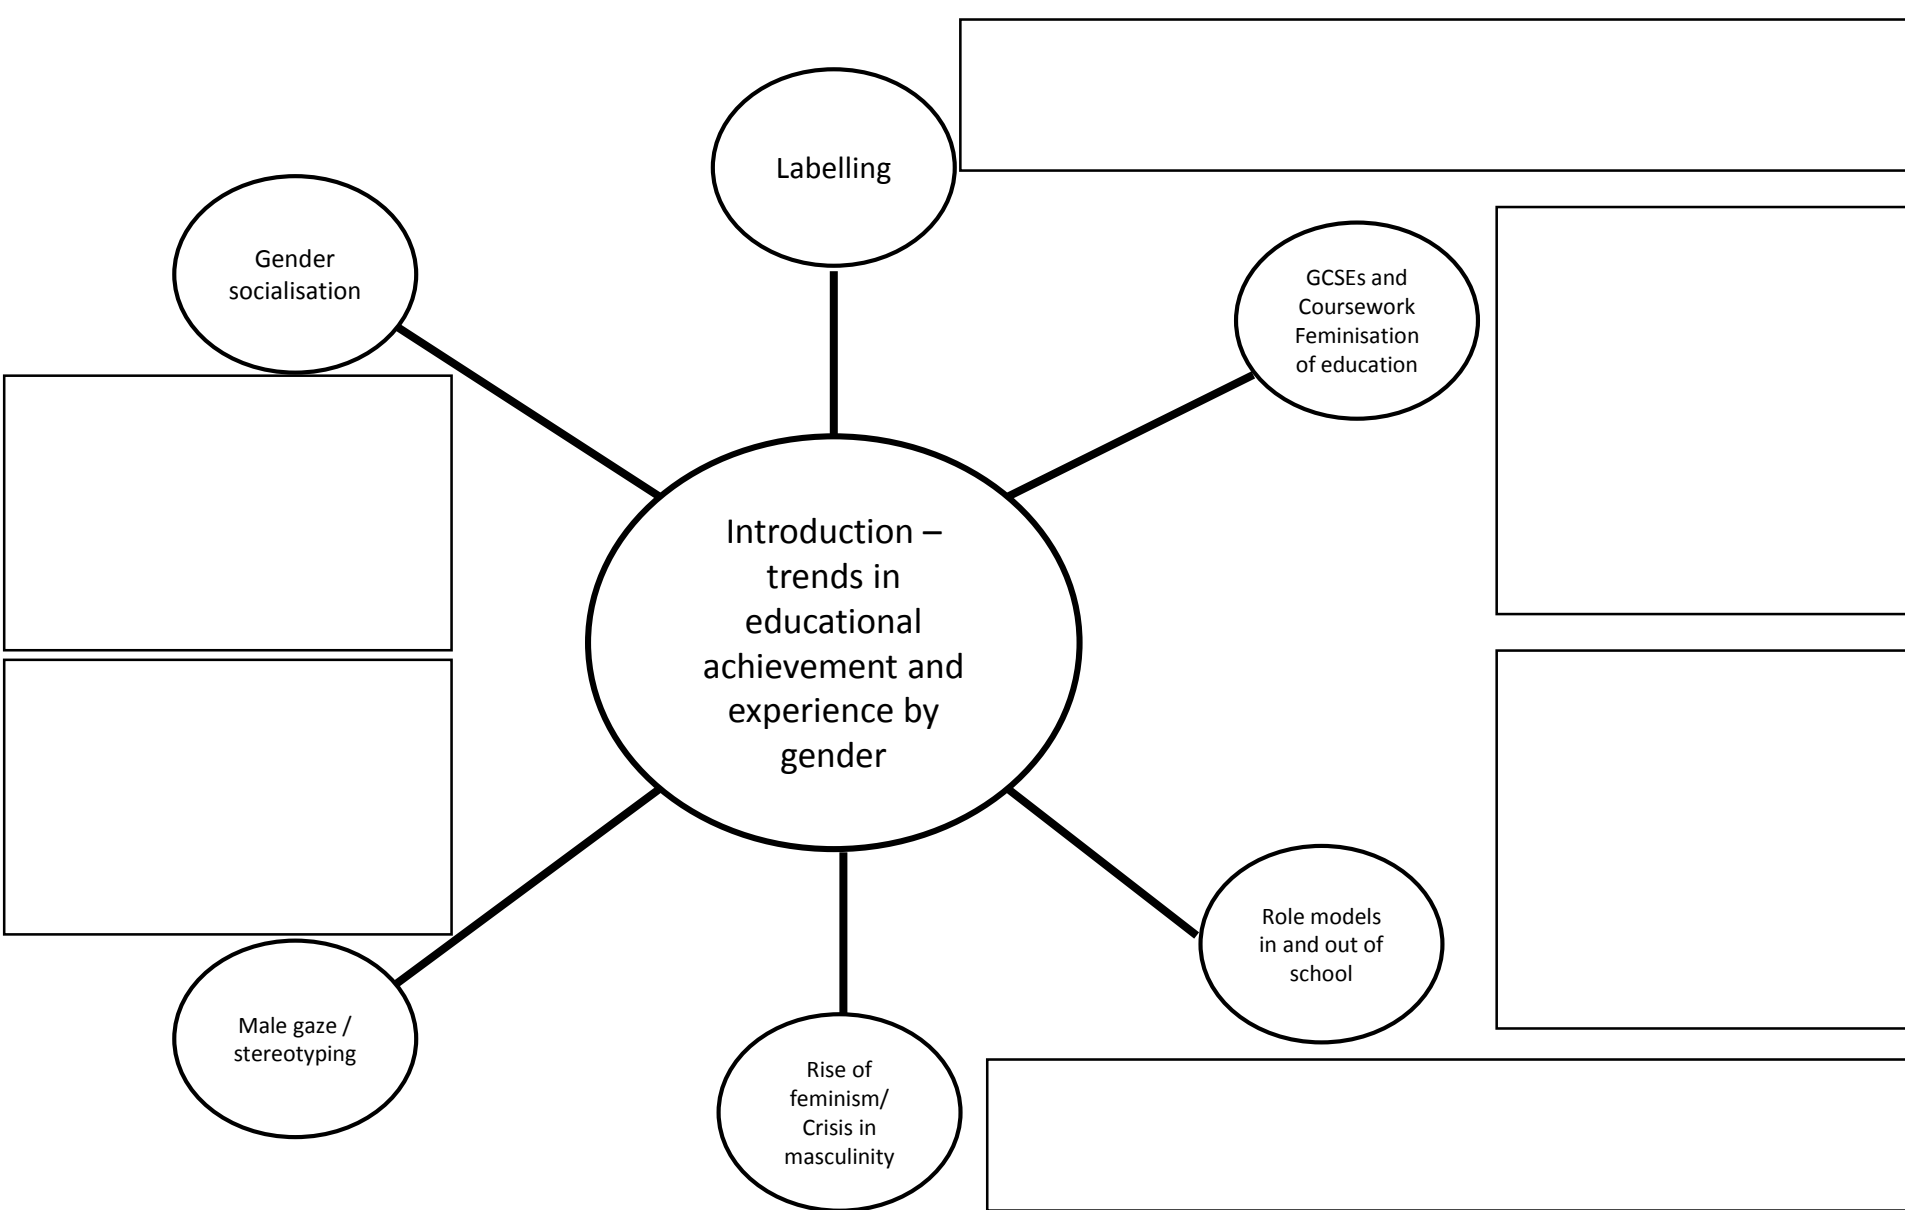 Labelling
Gender
socialisation
GCSEs and
Coursework
Feminisation
of education
Introduction –
trends in
educational
achievement and
experience by
gender
Role models
in and out of
school
Male gaze /
stereotyping
Rise of
feminism/
Crisis in
masculinity